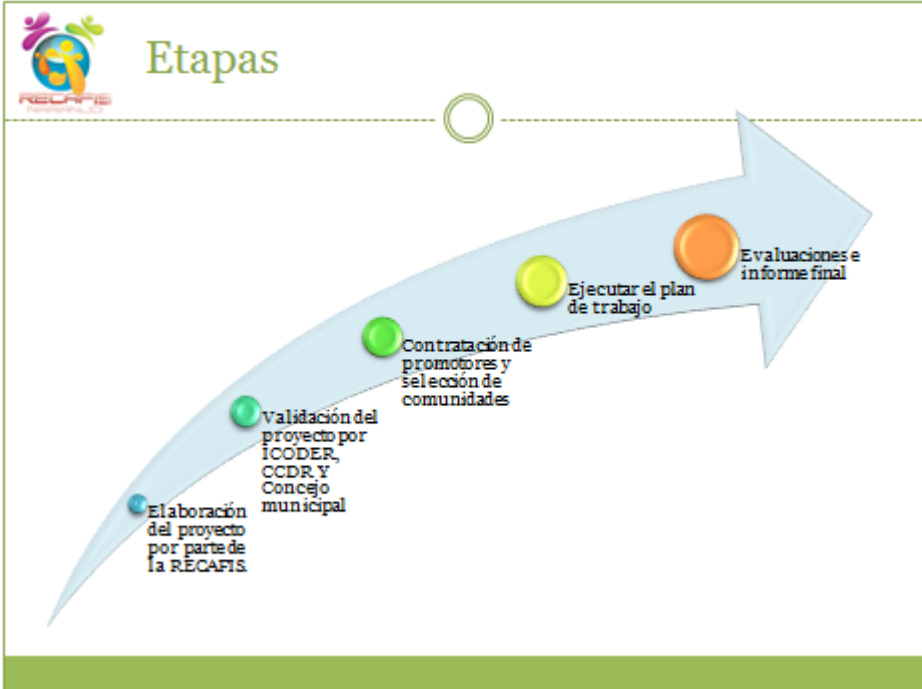 RECAFIS
NARANJO
Etapas
Evaluaciones e
informe final
Ejecutar el plan
de trabajo
Contratación de
promotores y
selección de
comunidades
Validación del
proyecto por
ICODER,
CCDR Y
Concejo
municipal
Elaboración
del proyecto
por parte de
la RECAFIS.